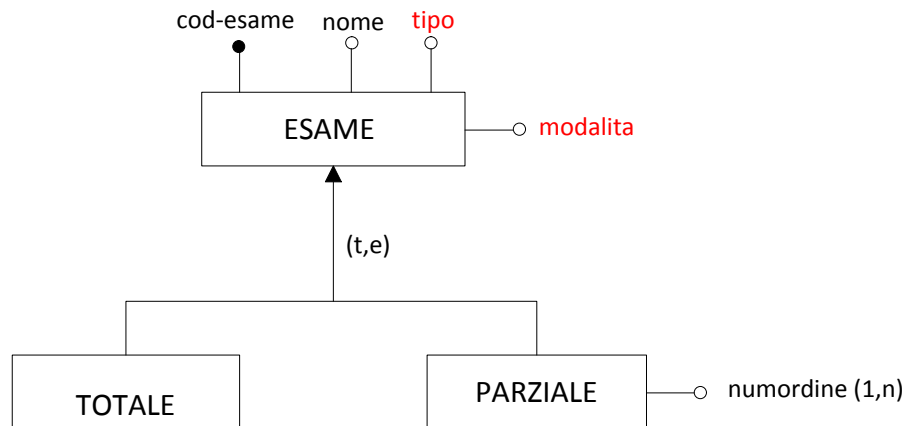 cod-esame nome tipo
ESAME modalita
(t,e)
TOTALE PARZIALE numordine (1,n)